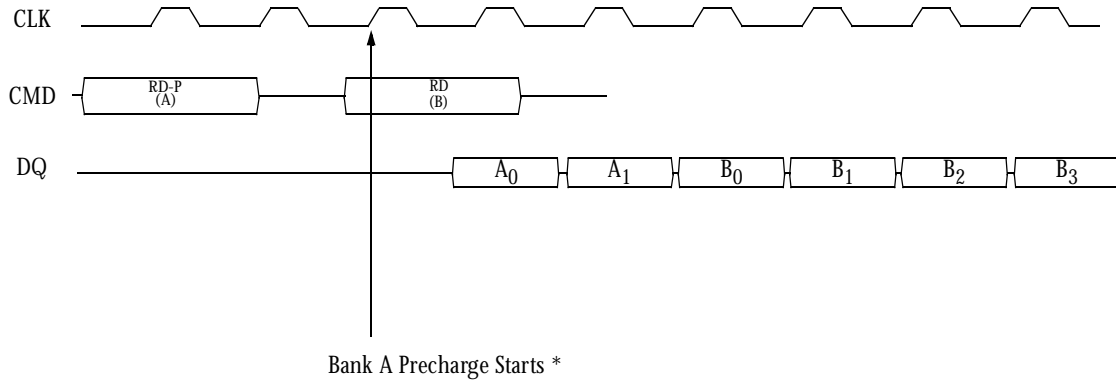 CLK
CMD
RD-P
(A)
RD
(B)
DQ
A0
A1
B0
B1
B2
B3
Bank A Precharge Starts *